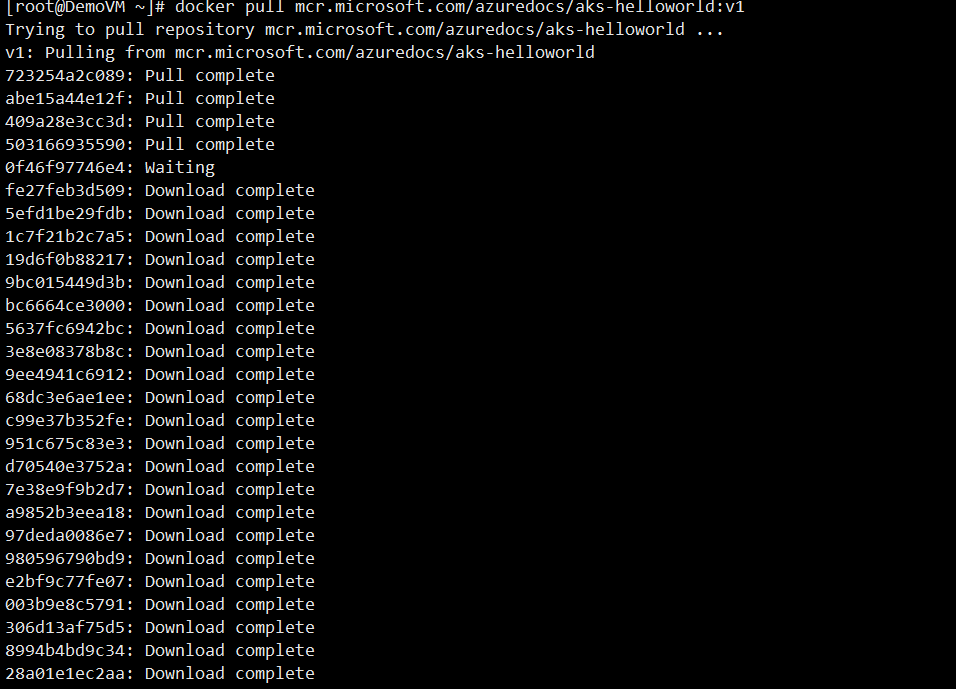 [root@DemoVM ~]# docker pull mcr.microsoft.com/azuredocs/aks-helloworld:v1
Trying to pull repository mcr.microsoft.com/azuredocs/aks-helloworld ...
v1: Pulling from mcr.microsoft.com/azuredocs/aks-helloworld
723254a2c089: Pull complete
abe15a44e12f: Pull complete
409a28e3cc3d: Pull complete
503166935590: Pull complete
0f46f97746e4: Waiting
fe27feb3d509: Download complete
5efd1be29fdb: Download complete
1c7f21b2c7a5: Download complete
19d6f0b88217: Download complete
9bc015449d3b: Download complete
bc6664ce3000: Download complete
5637fc6942bc: Download complete
3e8e08378b8c: Download complete
9ee4941c6912: Download complete
68dc3e6ae1ee: Download complete
c99e37b352fe: Download complete
951c675c83e3: Download complete
d70540e3752a: Download complete
7e38e9f9b2d7: Download complete
a9852b3eea18: Download complete
97deda0086e7: Download complete
980596790bd9: Download complete
e2bf9c77fe07: Download complete
003b9e8c5791: Download complete
306d13af75d5: Download complete
8994b4bd9c34: Download complete
28a01e1ec2aa: Download complete